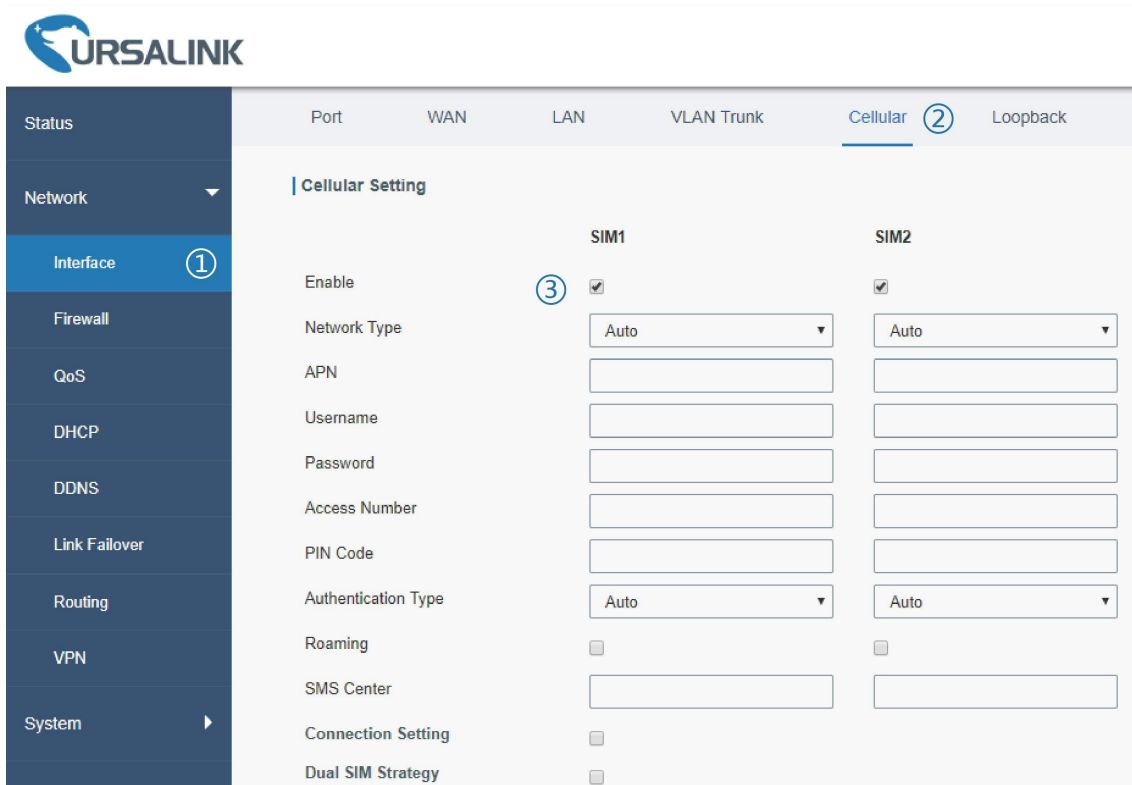 URSALINK
Status
Port WAN LAN VLAN Trunk Cellular ② Loopback
Network
Cellular Setting
SIM1 SIM2
Interface ①
Enable ③
Firewall
Network Type Auto Auto
QoS
APN
DHCP
Username
Password
DDNS
Access Number
Link Failover
PIN Code
Routing
Authentication Type Auto Auto
VPN
Roaming
SMS Center
System
Connection Setting
Dual SIM Strategy